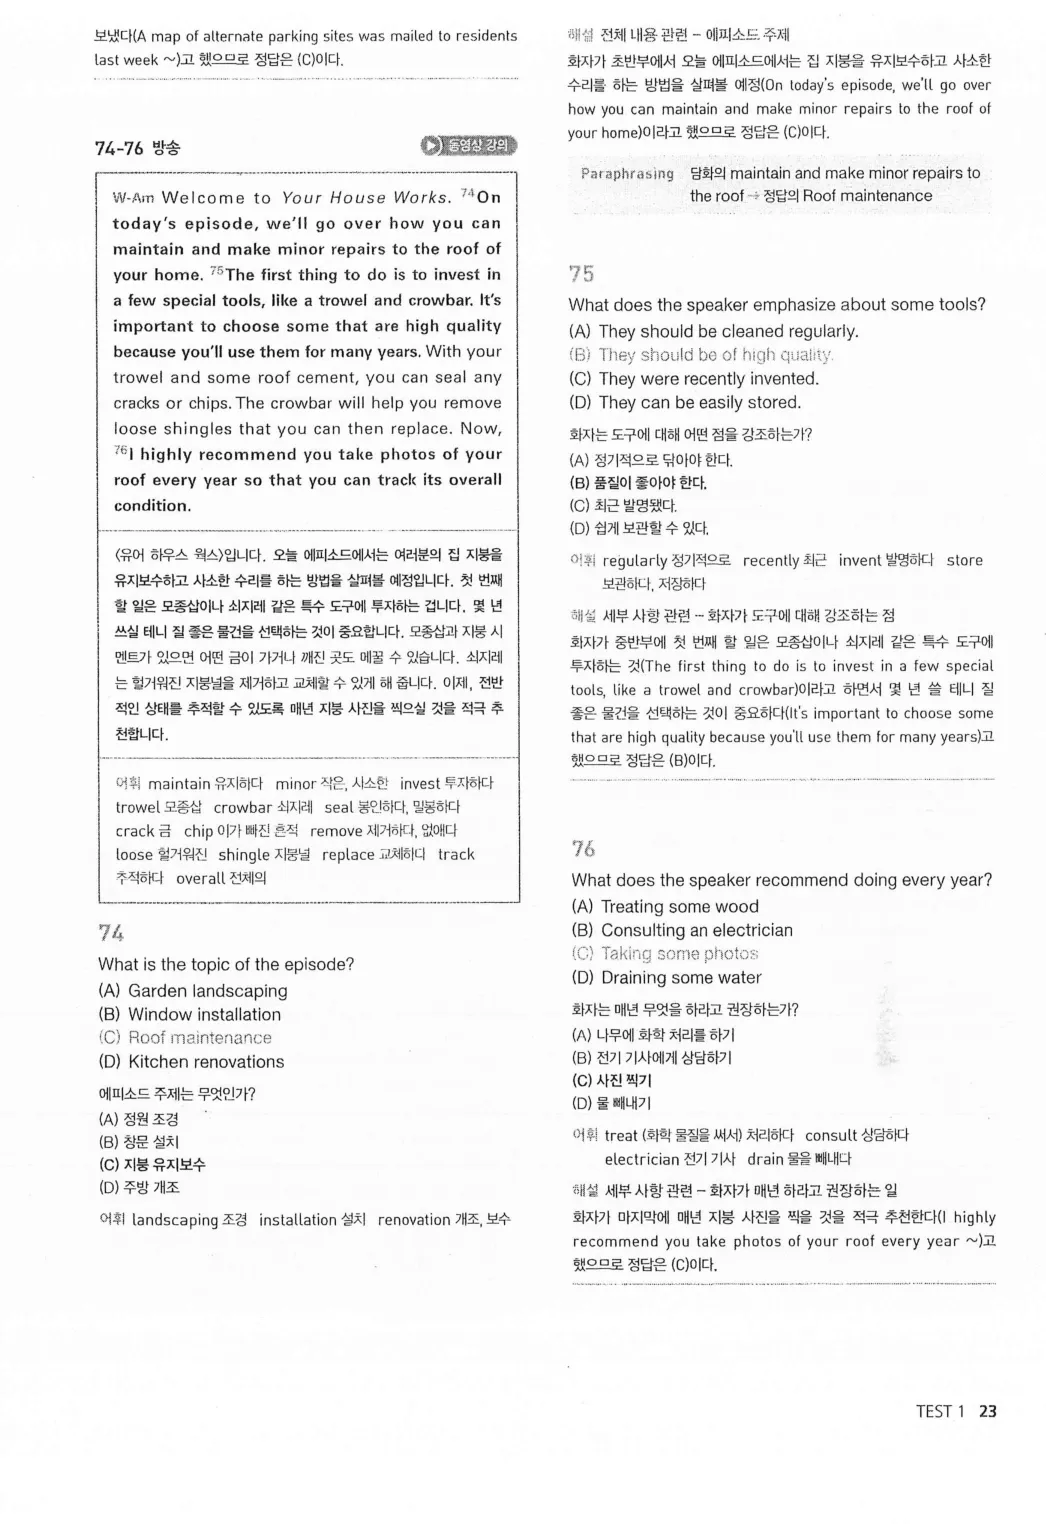 보냈다(A map of alternate parking sites was mailed to residents
last week ~)고 했으므로 정답은 (C)이다.
74-76 방송
동영상 강의
W-Am Welcome to Your House Works. 74On
today's episode, we'll go over how you can
maintain and make minor repairs to the roof of
your home. 75The first thing to do is to invest in
a few special tools, like a trowel and crowbar. It's
important to choose some that are high quality
because you'll use them for many years. With your
trowel and some roof cement, you can seal any
cracks or chips. The crowbar will help you remove
loose shingles that you can then replace. Now,
76I highly recommend you take photos of your
roof every year so that you can track its overall
condition.
〈유어 하우스 웍스〉입니다. 오늘 에피소드에서는 여러분의 집 지붕을
유지보수하고 사소한 수리를 하는 방법을 살펴볼 예정입니다. 첫 번째
할 일은 모종삽이나 쇠지레 같은 특수 도구에 투자하는 겁니다. 몇 년
쓰실 테니 질 좋은 물건을 선택하는 것이 중요합니다. 모종삽과 지붕 시
멘트가 있으면 어떤 금이 가거나 깨진 곳도 메꿀 수 있습니다. 쇠지레
는 헐거워진 지붕널을 제거하고 교체할 수 있게 해 줍니다. 이제, 전반
적인 상태를 추적할 수 있도록 매년 지붕 사진을 찍으실 것을 적극 추
천합니다.
어휘 maintain 유지하다 minor 작은, 사소한 invest 투자하다
trowel 모종삽 crowbar 쇠지레 seal 봉인하다, 밀봉하다
crack 금 chip 이가 빠진 흔적 remove 제거하다, 없애다
loose 헐거워진 shingle 지붕널 replace 교체하다 track
추적하다 overall 전체의
74
What is the topic of the episode?
(A) Garden landscaping
(B) Window installation
(C) Roof maintenance
(D) Kitchen renovations
에피소드 주제는 무엇인가?
(A) 정원 조경
(B) 창문 설치
(C) 지붕 유지보수
(D) 주방 개조
어휘 landscaping 조경 installation 설치 renovation 개조, 보수
해설 전체 내용 관련 - 에피소드 주제
화자가 초반부에서 오늘 에피소드에서는 집 지붕을 유지보수하고 사소한
수리를 하는 방법을 살펴볼 예정(On today's episode, we'll go over
how you can maintain and make minor repairs to the roof of
your home)이라고 했으므로 정답은 (C)이다.
Paraphrasing 담화의 maintain and make minor repairs to
the roof → 정답의 Roof maintenance
75
What does the speaker emphasize about some tools?
(A) They should be cleaned regularly.
(B) They should be of high quality.
(C) They were recently invented.
(D) They can be easily stored.
화자는 도구에 대해 어떤 점을 강조하는가?
(A) 정기적으로 닦아야 한다.
(B) 품질이 좋아야 한다.
(C) 최근 발명됐다.
(D) 쉽게 보관할 수 있다.
어휘 regularly 정기적으로 recently 최근 invent 발명하다 store
보관하다, 저장하다
해설 세부 사항 관련 - 화자가 도구에 대해 강조하는 점
화자가 중반부에 첫 번째 할 일은 모종삽이나 쇠지레 같은 특수 도구에
투자하는 것(The first thing to do is to invest in a few special
tools, like a trowel and crowbar)이라고 하면서 몇 년 쓸 테니 질
좋은 물건을 선택하는 것이 중요하다(It's important to choose some
that are high quality because you'll use them for many years)고
했으므로 정답은 (B)이다.
76
What does the speaker recommend doing every year?
(A) Treating some wood
(B) Consulting an electrician
(C) Taking some photos
(D) Draining some water
화자는 매년 무엇을 하라고 권장하는가?
(A) 나무에 화학 처리를 하기
(B) 전기 기사에게 상담하기
(C) 사진 찍기
(D) 물 빼내기
어휘 treat (화학 물질을 써서) 처리하다 consult 상담하다
electrician 전기 기사 drain 물을 빼내다
해설 세부 사항 관련 - 화자가 매년 하라고 권장하는 일
화자가 마지막에 매년 지붕 사진을 찍을 것을 적극 추천한다(I highly
recommend you take photos of your roof every year ~)고
했으므로 정답은 (C)이다.
TEST 1 23